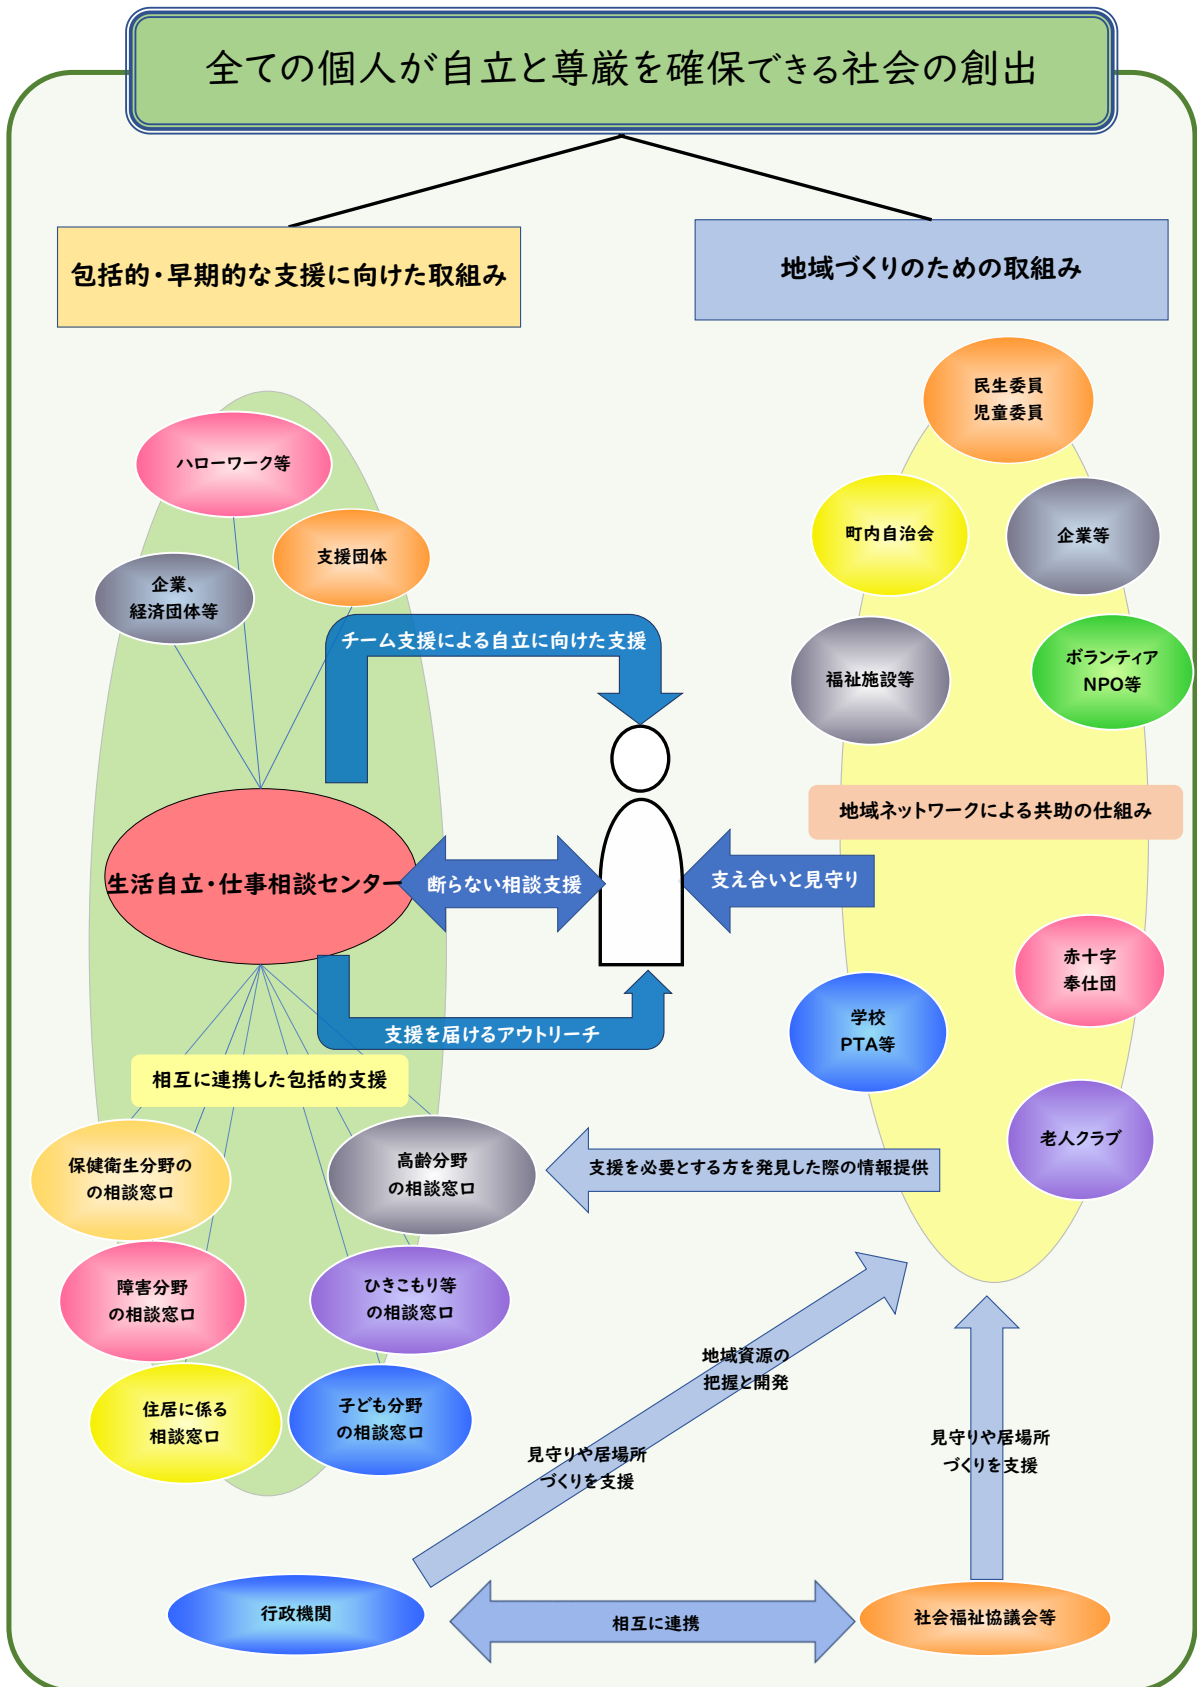 全ての個人が自立と尊厳を確保できる社会の創出
包括的・早期的な支援に向けた取組み
地域づくりのための取組み
民生委員
児童委員
ハローワーク等
支援団体
企業、
経済団体等
町内自治会
企業等
チーム支援による自立に向けた支援
福祉施設等
ボランティア
NPO等
地域ネットワークによる共助の仕組み
生活自立・仕事相談センター
断らない相談支援
支え合いと見守り
赤十字
奉仕団
学校
PTA等
支援を届けるアウトリーチ
相互に連携した包括的支援
老人クラブ
保健衛生分野の
の相談窓口
高齢分野
の相談窓口
支援を必要とする方を発見した際の情報提供
障害分野
の相談窓口
ひきこもり等
の相談窓口
住居に係る
相談窓口
子ども分野
の相談窓口
地域資源の
把握と開発
見守りや居場所
づくりを支援
見守りや居場所
づくりを支援
行政機関
相互に連携
社会福祉協議会等